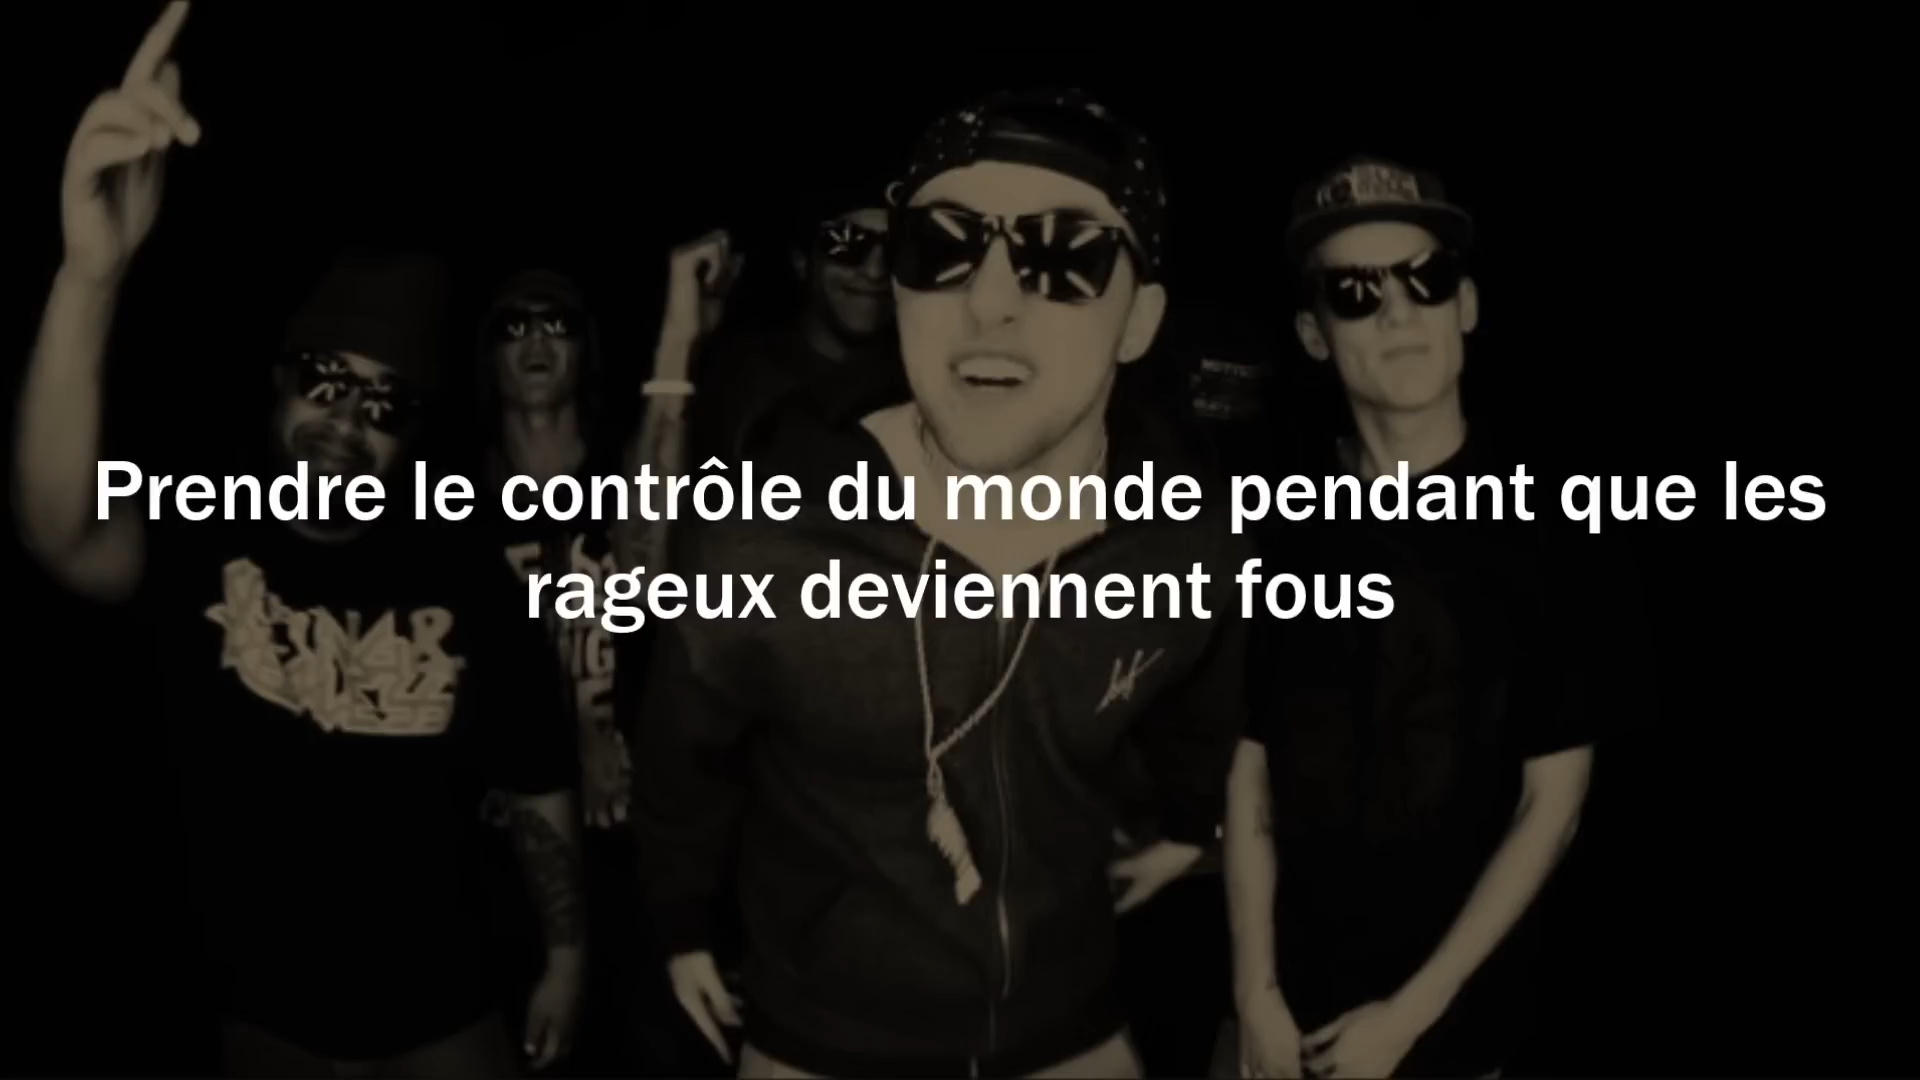 Prendre le contrôle du monde pendant que les
rageux deviennent fous